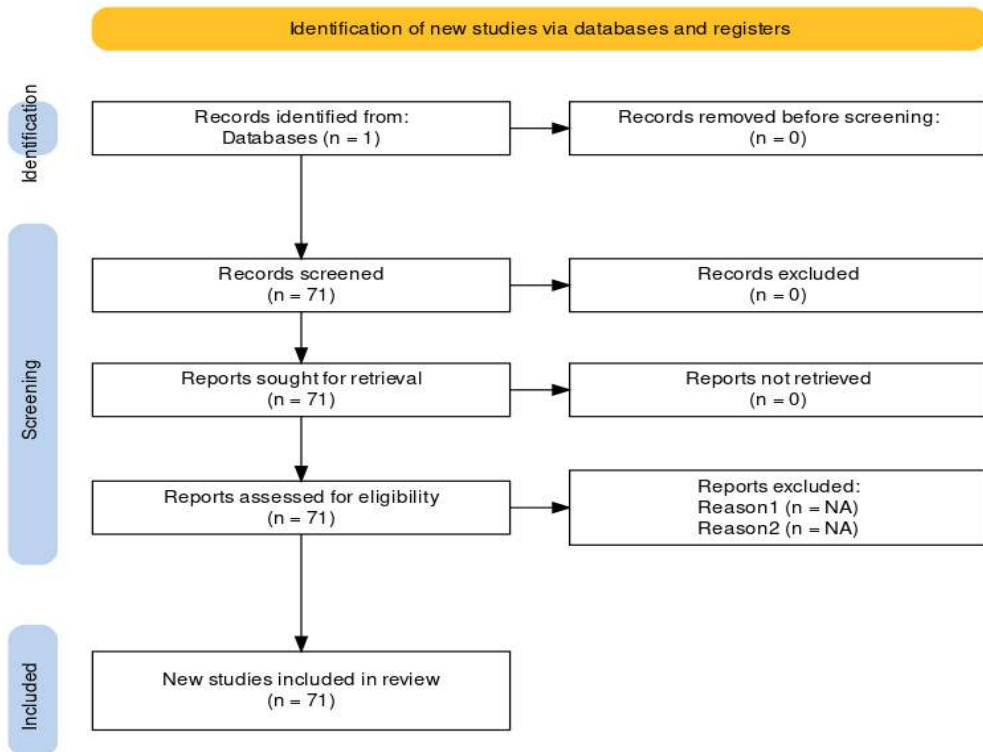 Identification of new studies via databases and registers
Identification
Records identified from:
Databases (n = 1)
Records removed before screening:
(n = 0)
Screening
Records screened
(n = 71)
Records excluded
(n = 0)
Reports sought for retrieval
(n = 71)
Reports not retrieved
(n = 0)
Reports assessed for eligibility
(n = 71)
Reports excluded:
Reason1 (n = NA)
Reason2 (n = NA)
Included
New studies included in review
(n = 71)